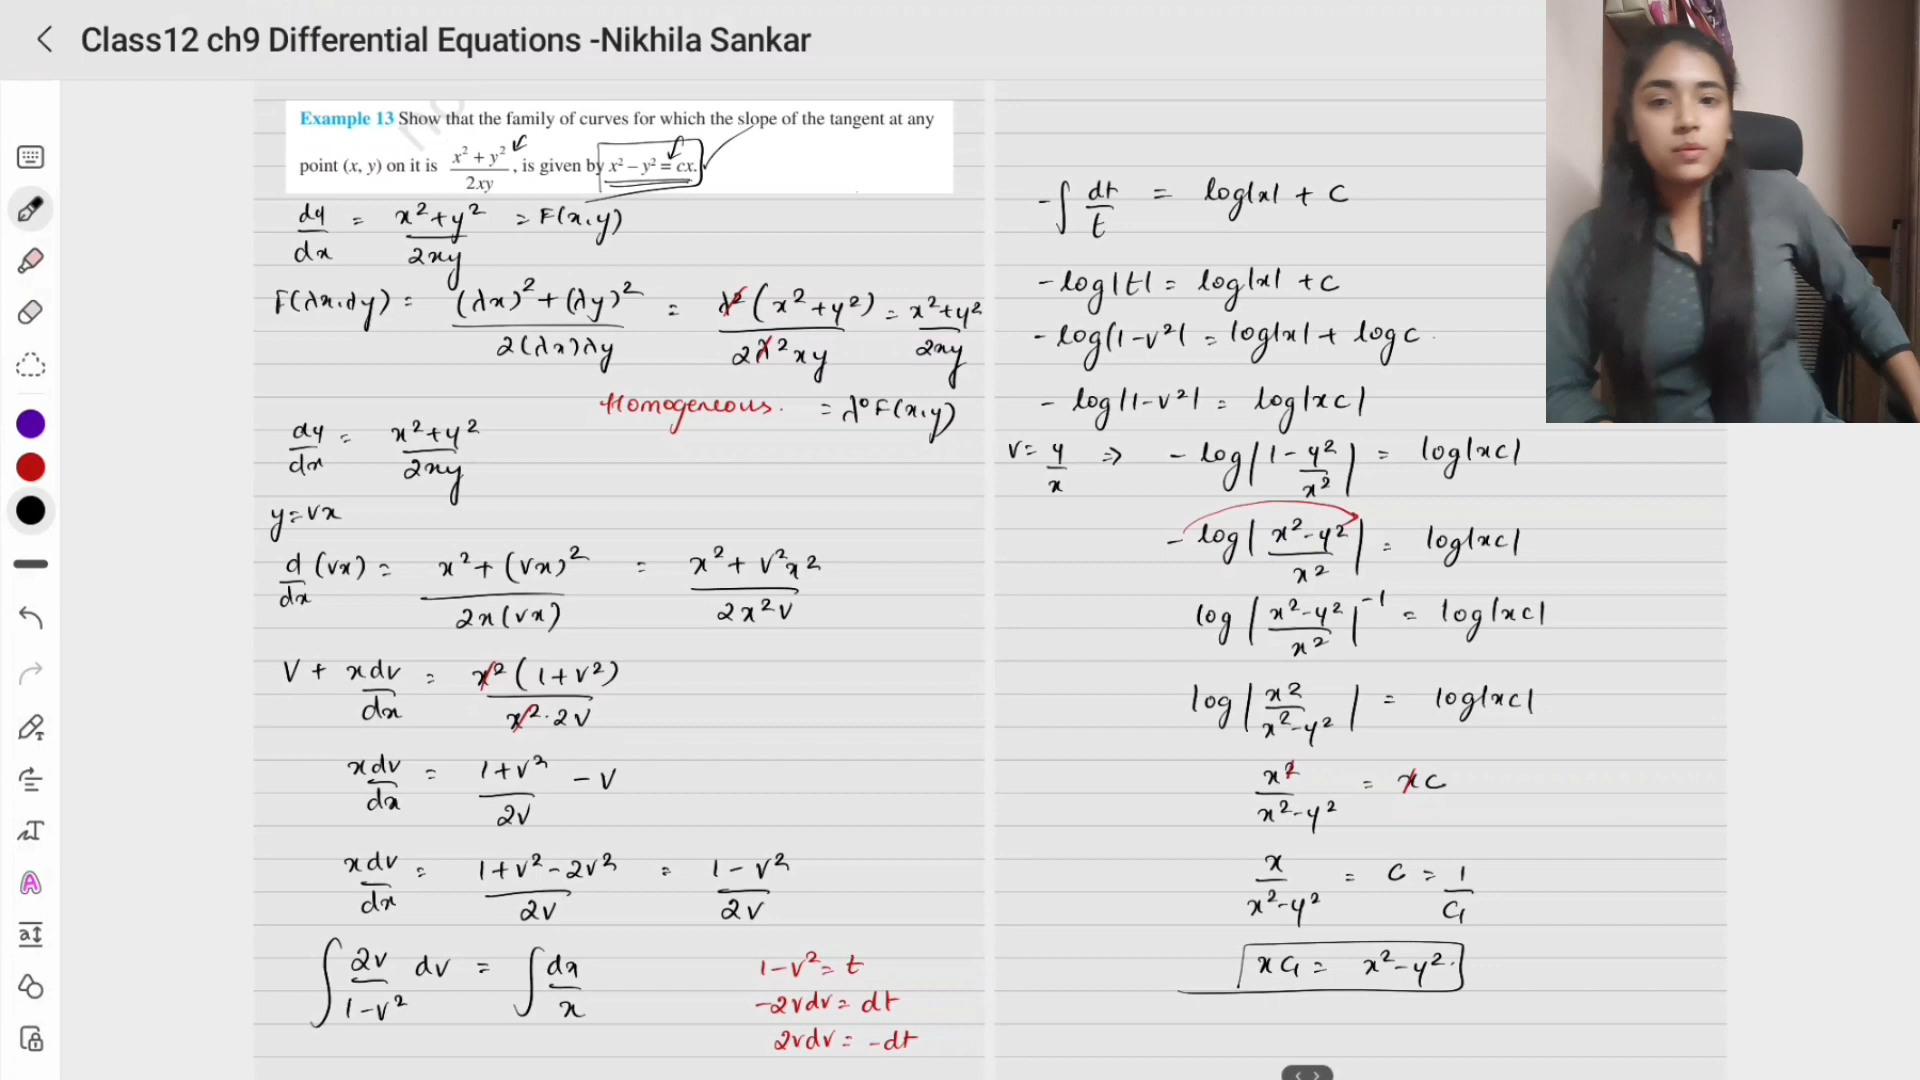 Class12 ch9 Differential Equations -Nikhila Sankar
Example 13 Show that the family of curves for which the slope of the tangent at any
point (x, y) on it is (x² + y²)/2xy, is given by x² – y² = cx.
dy/dx = (x²+y²)/2xy = F(x,y)
F(λx,λy) = ((λx)²+(λy)²)/2(λx)λy = λ²(x²+y²)/2λ²xy = (x²+y²)/2xy
Homogeneous. = λ⁰F(x,y)
dy/dx = (x²+y²)/2xy
y=vx
d/dx (vx) = (x²+(vx)²)/2x(vx) = (x²+v²x²)/2x²v
V + xdv/dx = x²(1+v²)/x².2v
xdv/dx = (1+v²)/2v - v
xdv/dx = (1+v²-2v²)/2v = (1-v²)/2v
∫ 2v/(1-v²) dv = ∫ dx/x
1-v²=t
-2vdv = dt
2vdv = -dt
-∫ dt/t = log|x| + c
-log|t| = log|x| + c
-log|1-v²| = log|x| + log c
- log|1-v²| = log|xc|
v = y/x ⇒ - log|1 - y²/x²| = log|xc|
- log|(x²-y²)/x²| = log|xc|
log|(x²-y²)/x²|⁻¹ = log|xc|
log|x²/(x²-y²)| = log|xc|
x²/(x²-y²) = xc
x/(x²-y²) = c = 1/C₁
xC₁ = x²-y².